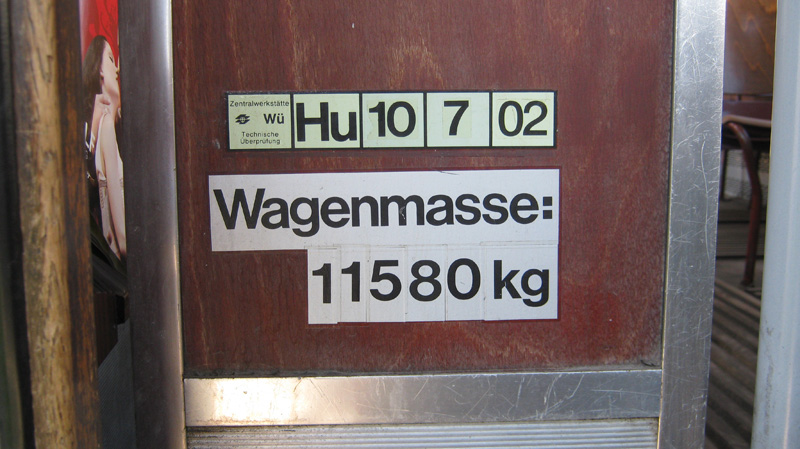 Zentralwerkstätte
Wü
Technische
Überprüfung
Hu 10 7 02
Wagenmasse:
11580 kg